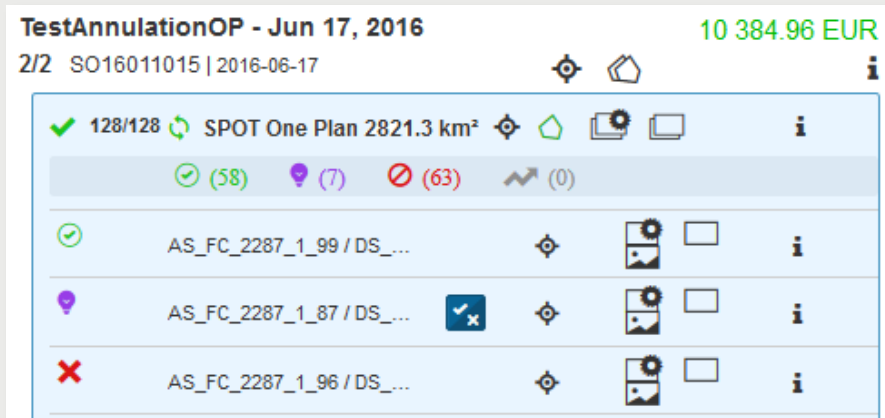 TestAnnulationOP - Jun 17, 2016 10 384.96 EUR
2/2 SO16011015 | 2016-06-17
128/128 SPOT One Plan 2821.3 km²
(58) (7) (63) (0)
AS_FC_2287_1_99 / DS_...
AS_FC_2287_1_87 / DS_...
AS_FC_2287_1_96 / DS_...